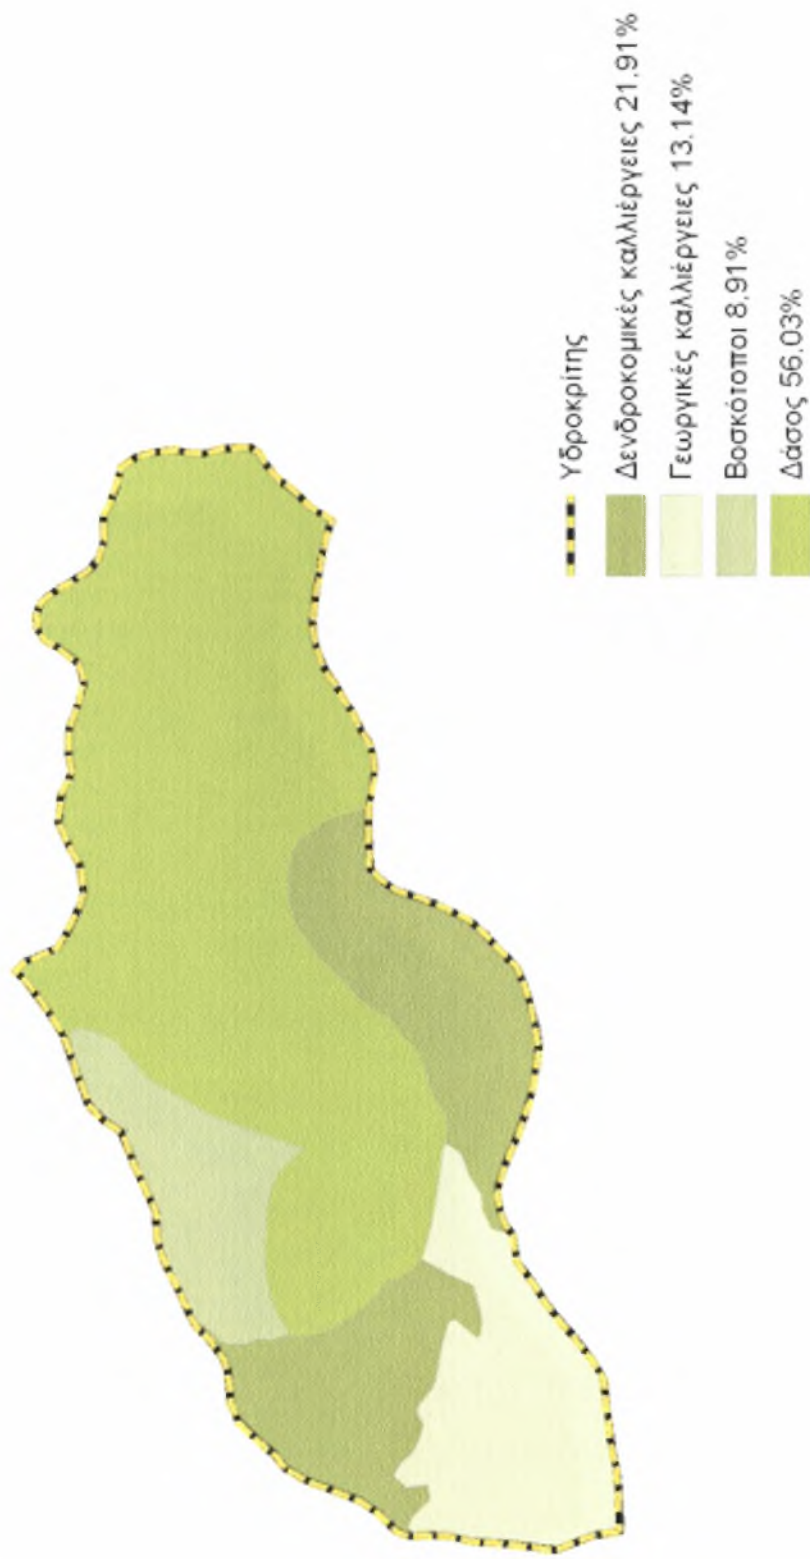 Υδροκρίτης
Δενδροκομικές καλλιέργειες 21.91%
Γεωργικές καλλιέργειες 13.14%
Βοσκότοποι 8.91%
Δάσος 56.03%